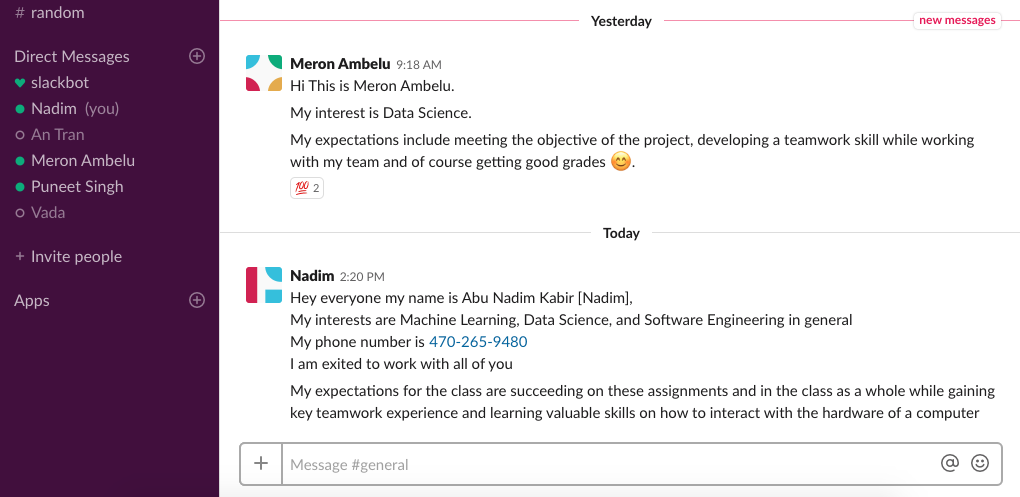 # random
Direct Messages
slackbot
Nadim (you)
An Tran
Meron Ambelu
Puneet Singh
Vada
+ Invite people
Apps
Yesterday
new messages
Meron Ambelu 9:18 AM
Hi This is Meron Ambelu.
My interest is Data Science.
My expectations include meeting the objective of the project, developing a teamwork skill while working
with my team and of course getting good grades 😊.
💯 2
Today
Nadim 2:20 PM
Hey everyone my name is Abu Nadim Kabir [Nadim],
My interests are Machine Learning, Data Science, and Software Engineering in general
My phone number is 470-265-9480
I am exited to work with all of you
My expectations for the class are succeeding on these assignments and in the class as a whole while gaining
key teamwork experience and learning valuable skills on how to interact with the hardware of a computer
Message #general